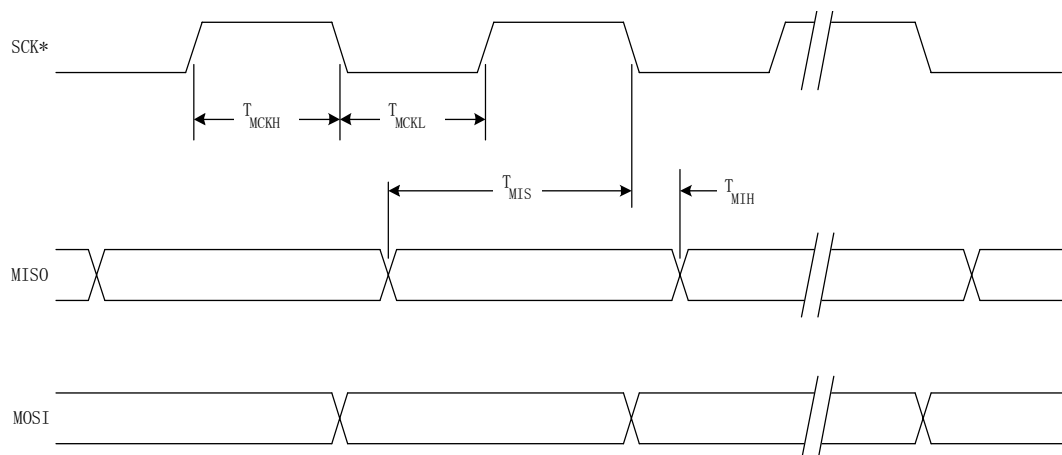 SCK*
T MCKH
T MCKL
T MIS
T MIH
MISO
MOSI